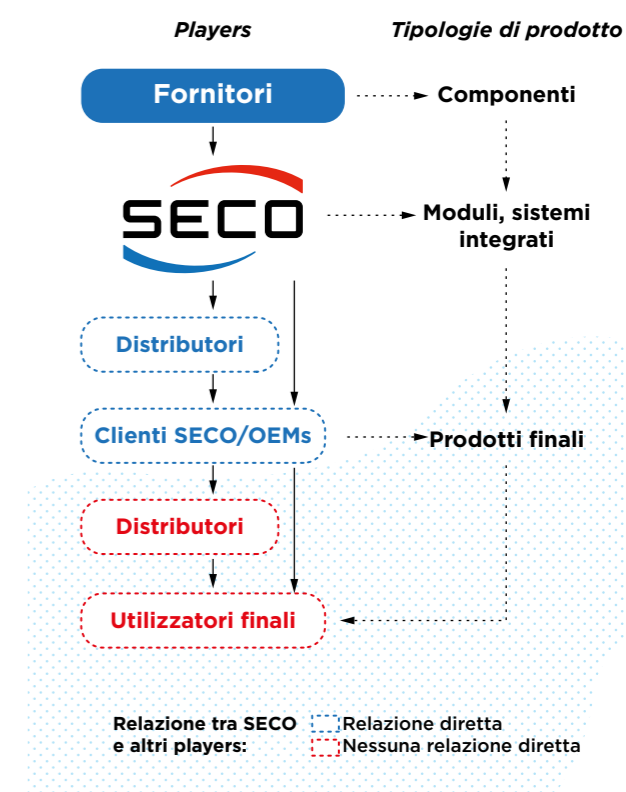 Players
Tipologie di prodotto
Fornitori
Componenti
SECO
Moduli, sistemi
integrati
Distributori
Clienti SECO/OEMs
Prodotti finali
Distributori
Utilizzatori finali
Relazione tra SECO
e altri players:
Relazione diretta
Nessuna relazione diretta